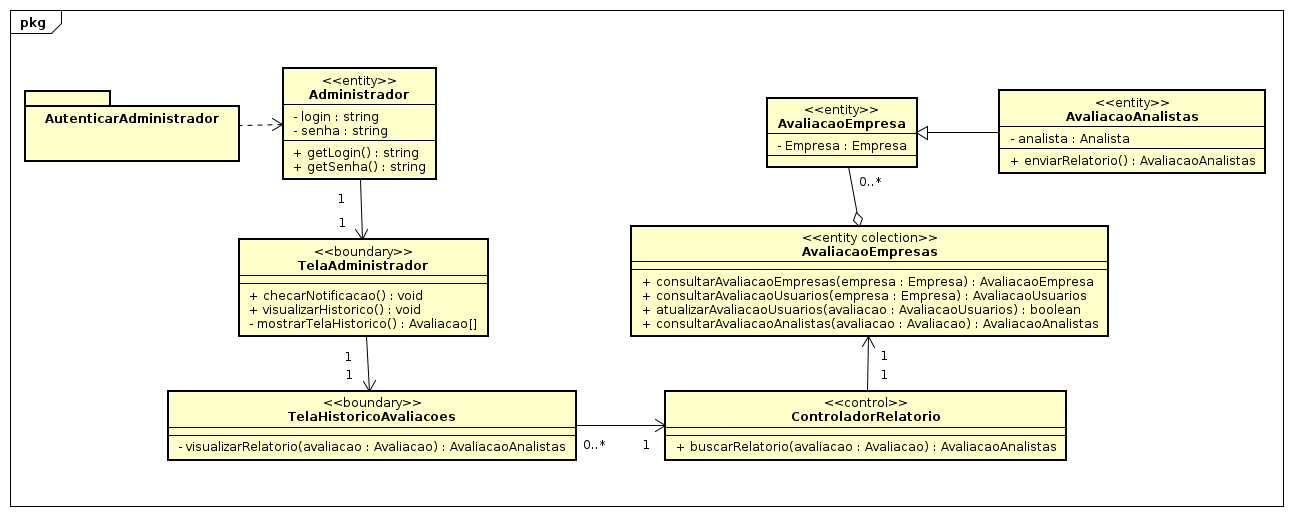 pkg
AutenticarAdministrador
<<entity>>
Administrador
- login : string
- senha : string
+ getLogin() : string
+ getSenha() : string
<<entity>>
AvaliacaoEmpresa
- Empresa : Empresa
<<entity>>
AvaliacaoAnalistas
- analista : Analista
+ enviarRelatorio() : AvaliacaoAnalistas
1
1
0..*
<<boundary>>
TelaAdministrador
+ checarNotificacao() : void
+ visualizarHistorico() : void
- mostrarTelaHistorico() : Avaliacao[]
<<entity colection>>
AvaliacaoEmpresas
+ consultarAvaliacaoEmpresas(empresa : Empresa) : AvaliacaoEmpresa
+ consultarAvaliacaoUsuarios(empresa : Empresa) : AvaliacaoUsuarios
+ atualizarAvaliacaoUsuarios(avaliacao : AvaliacaoUsuarios) : boolean
+ consultarAvaliacaoAnalistas(avaliacao : Avaliacao) : AvaliacaoAnalistas
1
1
1
1
<<boundary>>
TelaHistoricoAvaliacoes
- visualizarRelatorio(avaliacao : Avaliacao) : AvaliacaoAnalistas
0..*
1
<<control>>
ControladorRelatorio
+ buscarRelatorio(avaliacao : Avaliacao) : AvaliacaoAnalistas